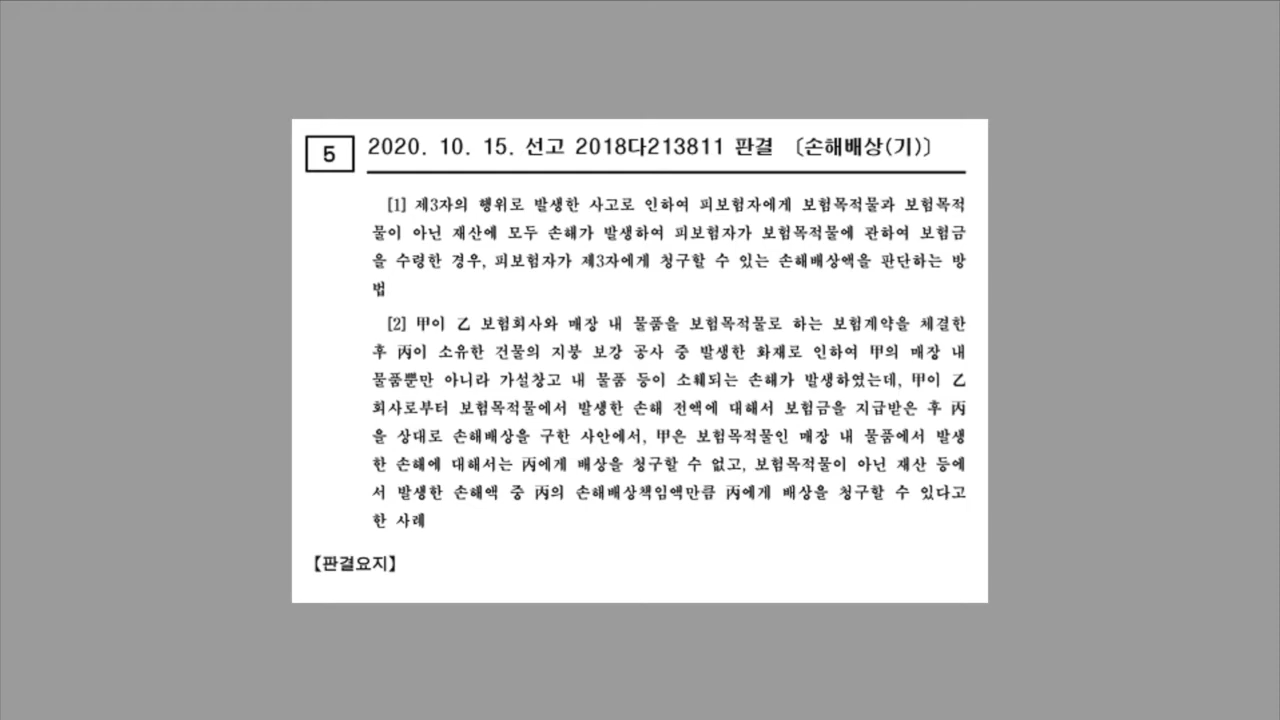 5
2020. 10. 15. 선고 2018다213811 판결 〔손해배상(기)〕
[1] 제3자의 행위로 발생한 사고로 인하여 피보험자에게 보험목적물과 보험목적
물이 아닌 재산에 모두 손해가 발생하여 피보험자가 보험목적물에 관하여 보험금
을 수령한 경우, 피보험자가 제3자에게 청구할 수 있는 손해배상액을 판단하는 방
법
[2] 甲이 乙 보험회사와 매장 내 물품을 보험목적물로 하는 보험계약을 체결한
후 丙이 소유한 건물의 지붕 보강 공사 중 발생한 화재로 인하여 甲의 매장 내
물품뿐만 아니라 가설창고 내 물품 등이 소훼되는 손해가 발생하였는데, 甲이 乙
회사로부터 보험목적물에서 발생한 손해 전액에 대해서 보험금을 지급받은 후 丙
을 상대로 손해배상을 구한 사안에서, 甲은 보험목적물인 매장 내 물품에서 발생
한 손해에 대해서는 丙에게 배상을 청구할 수 없고, 보험목적물이 아닌 재산 등에
서 발생한 손해액 중 丙의 손해배상책임액만큼 丙에게 배상을 청구할 수 있다고
한 사례
【판결요지】